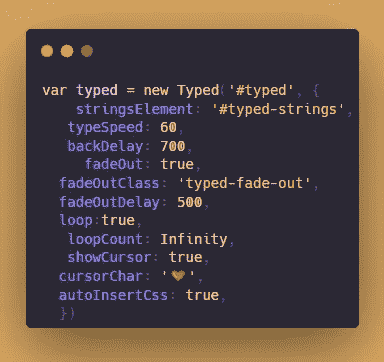 var typed = new Typed('#typed', {
stringsElement: '#typed-strings',
typeSpeed: 60,
backDelay: 700,
fadeOut: true,
fadeOutClass: 'typed-fade-out',
fadeOutDelay: 500,
loop:true,
loopCount: Infinity,
showCursor: true,
cursorChar: '🤎',
autoInsertCss: true,
})